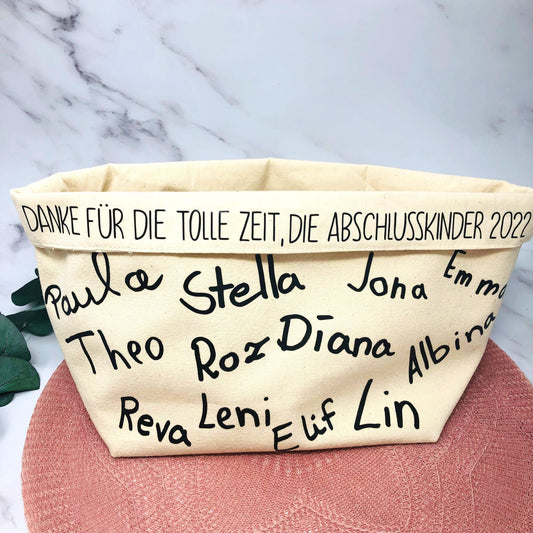 DANKE FÜR DIE TOLLE ZEIT, DIE ABSCHLUSSKINDER 2022
Paula Stella Jona Emma
Theo Roz Diana Albina
Reva Leni Elif Lin